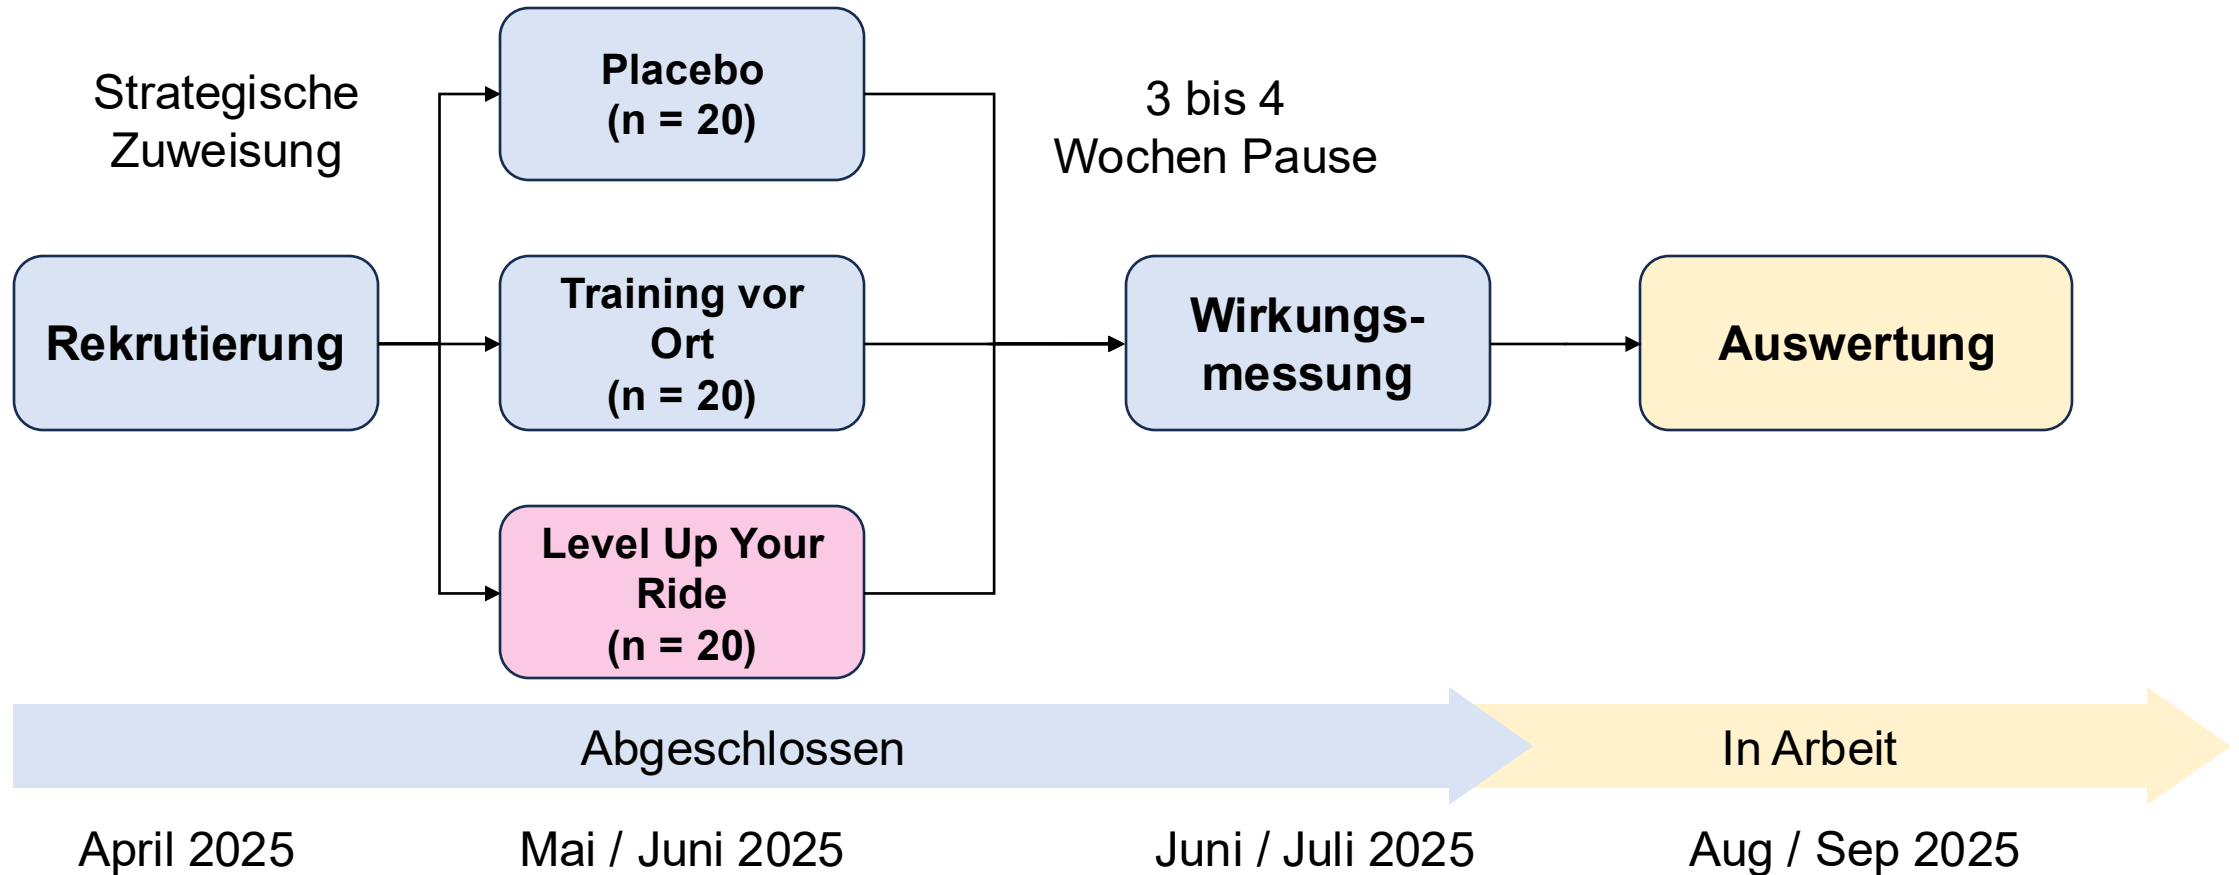 Strategische
Zuweisung
Placebo
(n = 20)
3 bis 4
Wochen Pause
Rekrutierung
Training vor
Ort
(n = 20)
Wirkungs-
messung
Auswertung
Level Up Your
Ride
(n = 20)
Abgeschlossen
In Arbeit
April 2025
Mai / Juni 2025
Juni / Juli 2025
Aug / Sep 2025